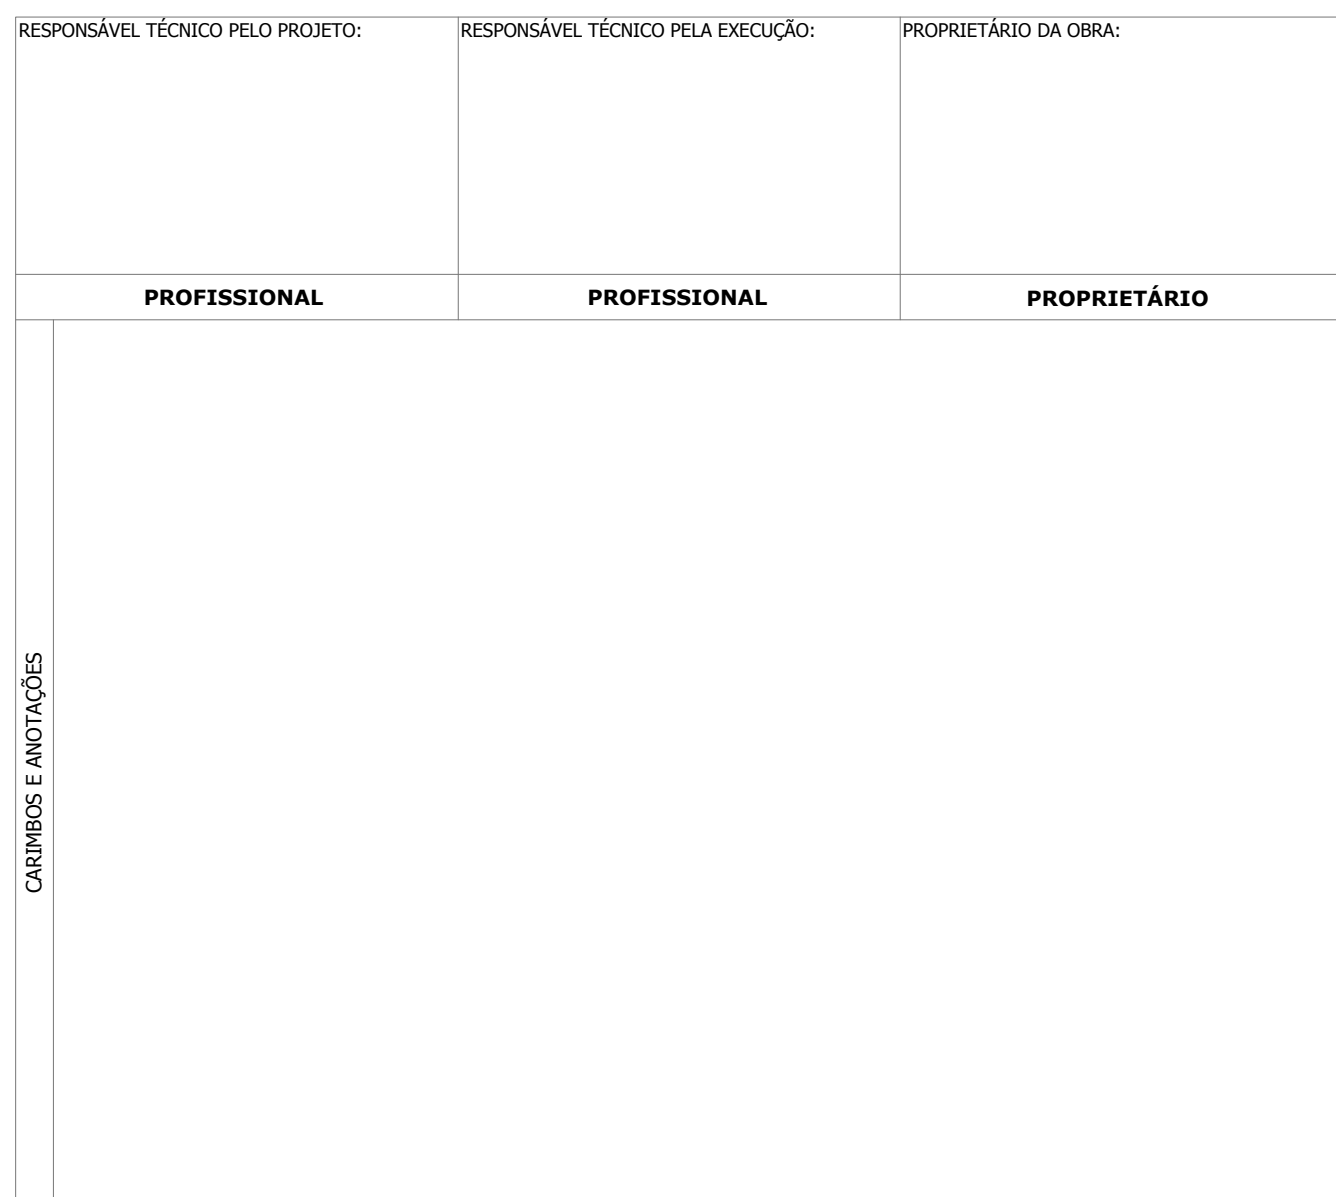 RESPONSÁVEL TÉCNICO PELO PROJETO:
RESPONSÁVEL TÉCNICO PELA EXECUÇÃO:
PROPRIETÁRIO DA OBRA:
PROFISSIONAL
PROFISSIONAL
PROPRIETÁRIO
CARIMBOS E ANOTAÇÕES